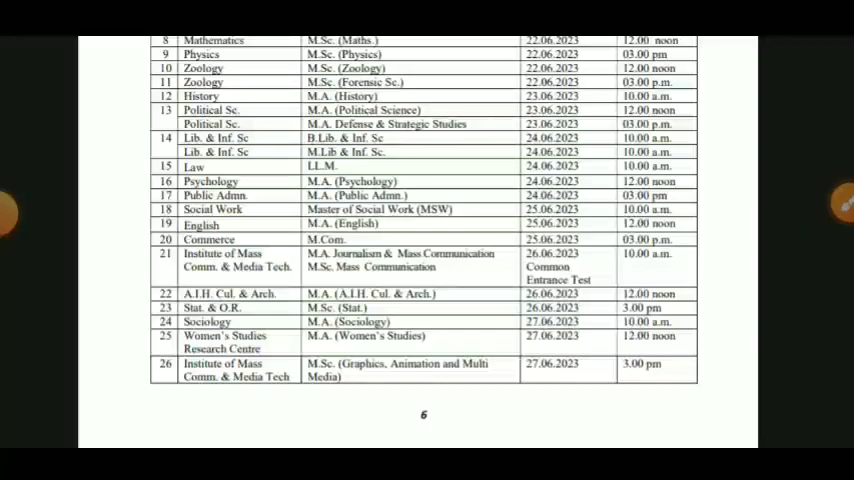 8 Mathematics M.Sc. (Maths.) 22.06.2023 12.00 noon
9 Physics M.Sc. (Physics) 22.06.2023 03.00 pm
10 Zoology M.Sc. (Zoology) 22.06.2023 12.00 noon
11 Zoology M.Sc. (Forensic Sc.) 22.06.2023 03.00 p.m.
12 History M.A. (History) 23.06.2023 10.00 a.m.
13 Political Sc. M.A. (Political Science) 23.06.2023 12.00 noon
Political Sc. M.A. Defense & Strategic Studies 23.06.2023 03.00 p.m.
14 Lib. & Inf. Sc B.Lib. & Inf. Sc 24.06.2023 10.00 a.m.
Lib. & Inf. Sc M.Lib & Inf. Sc. 24.06.2023 10.00 a.m.
15 Law LL.M. 24.06.2023 10.00 a.m.
16 Psychology M.A. (Psychology) 24.06.2023 12.00 noon
17 Public Admn. M.A. (Public Admn.) 24.06.2023 03.00 pm
18 Social Work Master of Social Work (MSW) 25.06.2023 10.00 a.m.
19 English M.A. (English) 25.06.2023 12.00 noon
20 Commerce M.Com. 25.06.2023 03.00 p.m.
21 Institute of Mass M.A. Journalism & Mass Communication 26.06.2023 10.00 a.m.
Comm. & Media Tech. M.Sc. Mass Communication Common
Entrance Test
22 A.I.H. Cul. & Arch. M.A. (A.I.H. Cul. & Arch.) 26.06.2023 12.00 noon
23 Stat. & O.R. M.Sc. (Stat.) 26.06.2023 3.00 pm
24 Sociology M.A. (Sociology) 27.06.2023 10.00 a.m.
25 Women's Studies M.A. (Women's Studies) 27.06.2023 12.00 noon
Research Centre
26 Institute of Mass M.Sc. (Graphics, Animation and Multi 27.06.2023 3.00 pm
Comm. & Media Tech Media)
6